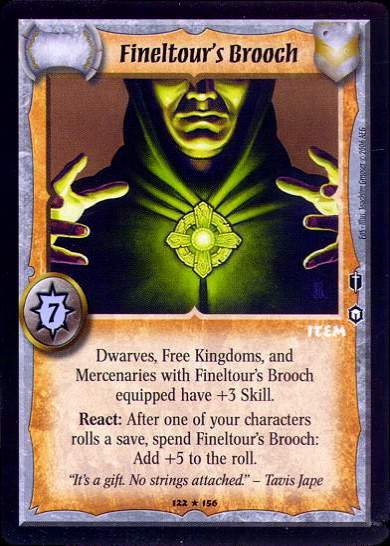 Fineltour's Brooch
7
ITEM
Dwarves, Free Kingdoms, and
Mercenaries with Fineltour's Brooch
equipped have +3 Skill.
React: After one of your characters
rolls a save, spend Fineltour's Brooch:
Add +5 to the roll.
"It's a gift. No strings attached." – Tavis Jape
122 ★ 156